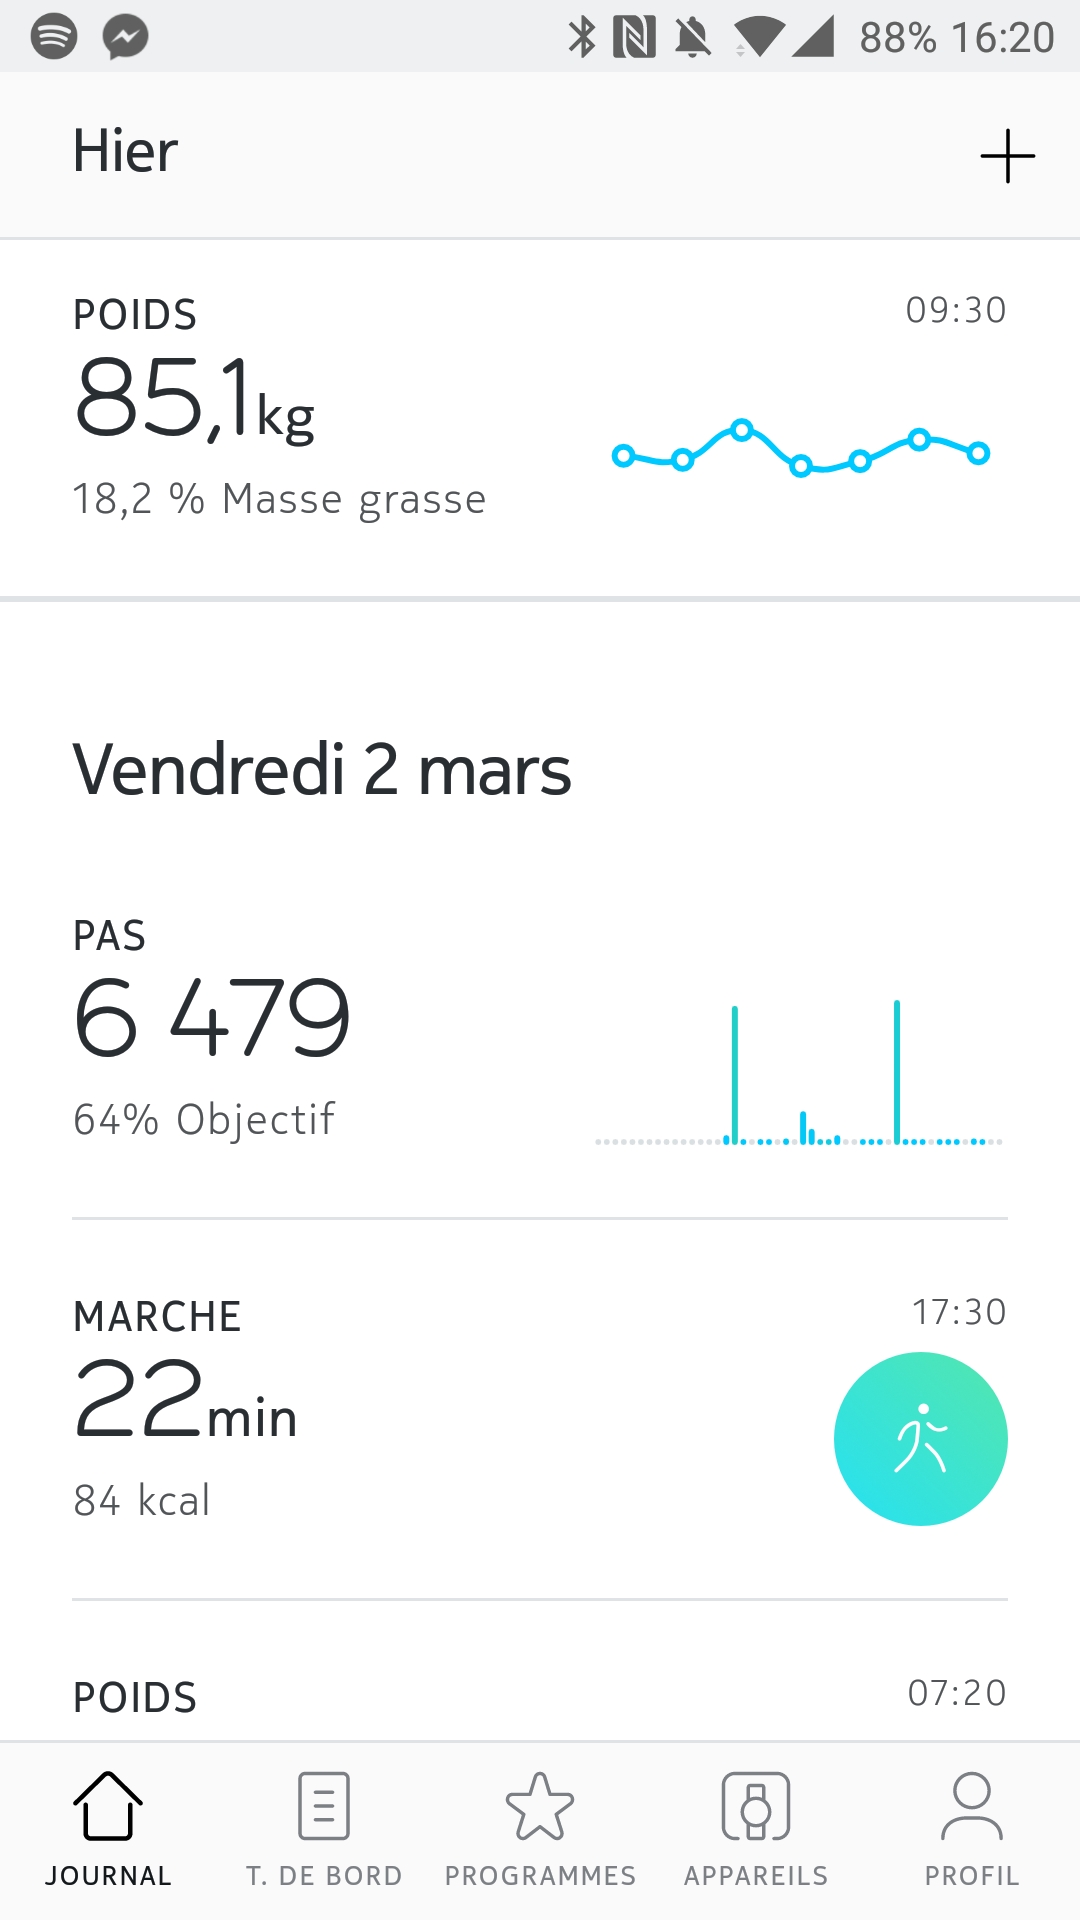 88% 16:20
Hier
POIDS 09:30
85,1kg
18,2 % Masse grasse
Vendredi 2 mars
PAS
6 479
64% Objectif
MARCHE 17:30
22min
84 kcal
POIDS 07:20
JOURNAL T. DE BORD PROGRAMMES APPAREILS PROFIL